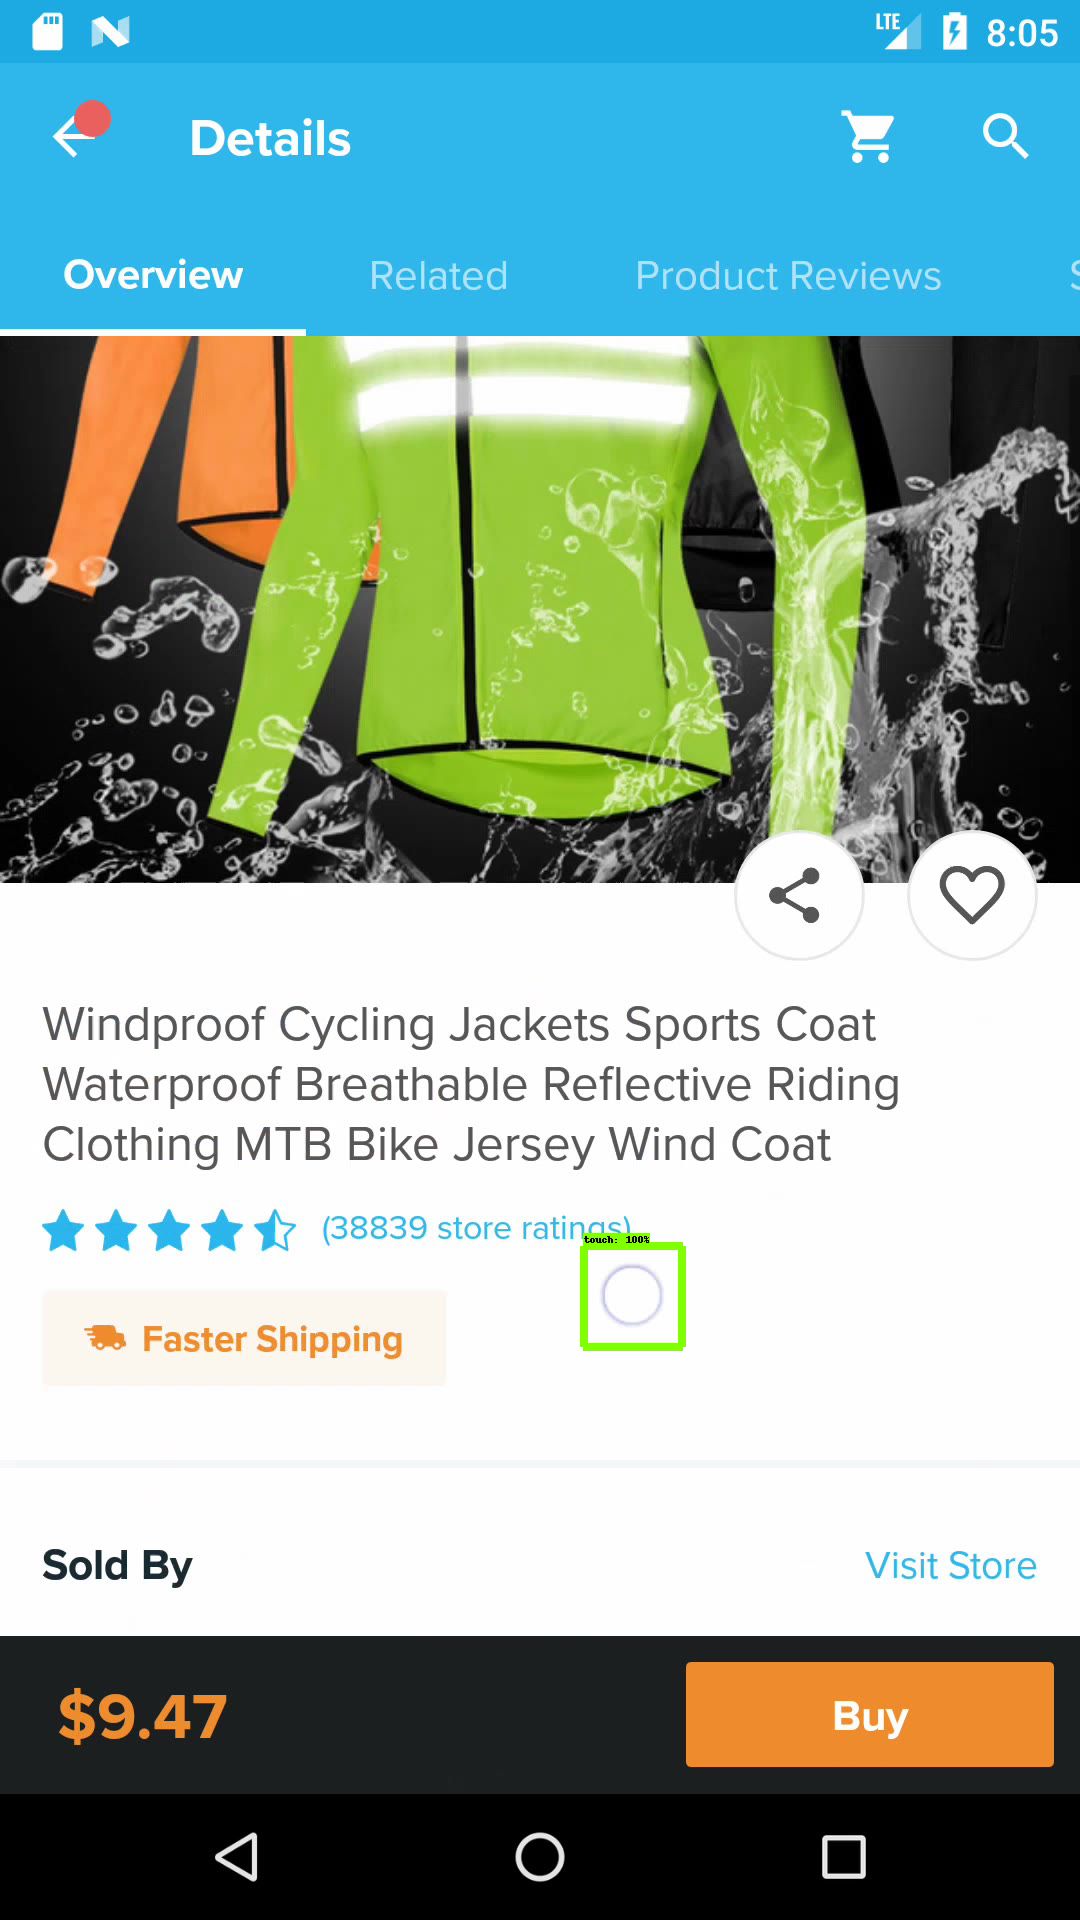 LTE 8:05
Details
Overview Related Product Reviews S
Windproof Cycling Jackets Sports Coat
Waterproof Breathable Reflective Riding
Clothing MTB Bike Jersey Wind Coat
(38839 store ratings)
touch: 100%
Faster Shipping
Sold By Visit Store
$9.47 Buy